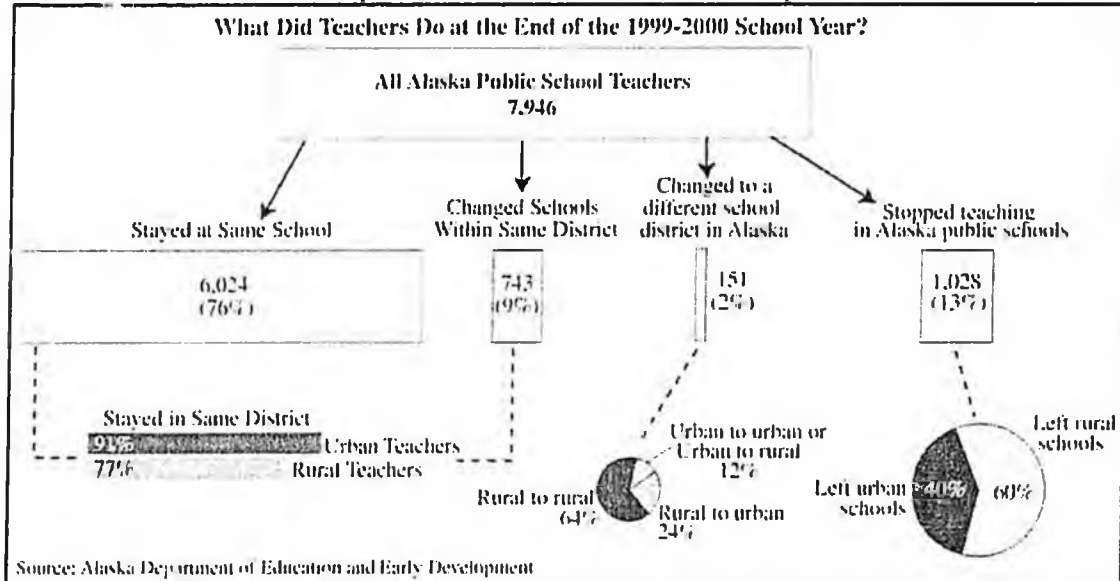 What Did Teachers Do at the End of the 1999-2000 School Year?
All Alaska Public School Teachers
7,946
Stayed at Same School
6,024
(76%)
Changed Schools
Within Same District
743
(9%)
Changed to a
different school
district in Alaska
151
(2%)
Stopped teaching
in Alaska public schools
1,028
(13%)
Stayed in Same District
91% Urban Teachers
77% Rural Teachers
Urban to urban or
Urban to rural
12%
Rural to rural
64%
Rural to urban
24%
Left rural
schools
60%
Left urban
schools
40%
Source: Alaska Department of Education and Early Development